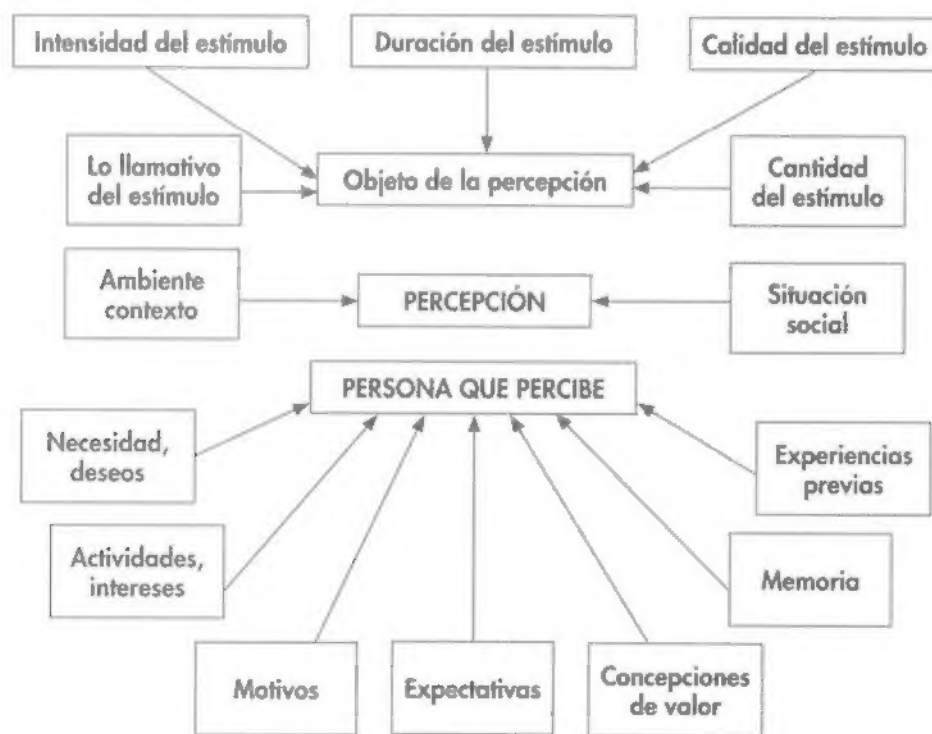 Intensidad del estímulo
Duración del estímulo
Calidad del estímulo
Lo llamativo
del estímulo
Objeto de la percepción
Cantidad
del estímulo
Ambiente
contexto
PERCEPCIÓN
Situación
social
PERSONA QUE PERCIBE
Necesidad,
deseos
Experiencias
previas
Actividades,
intereses
Memoria
Motivos
Expectativas
Concepciones
de valor